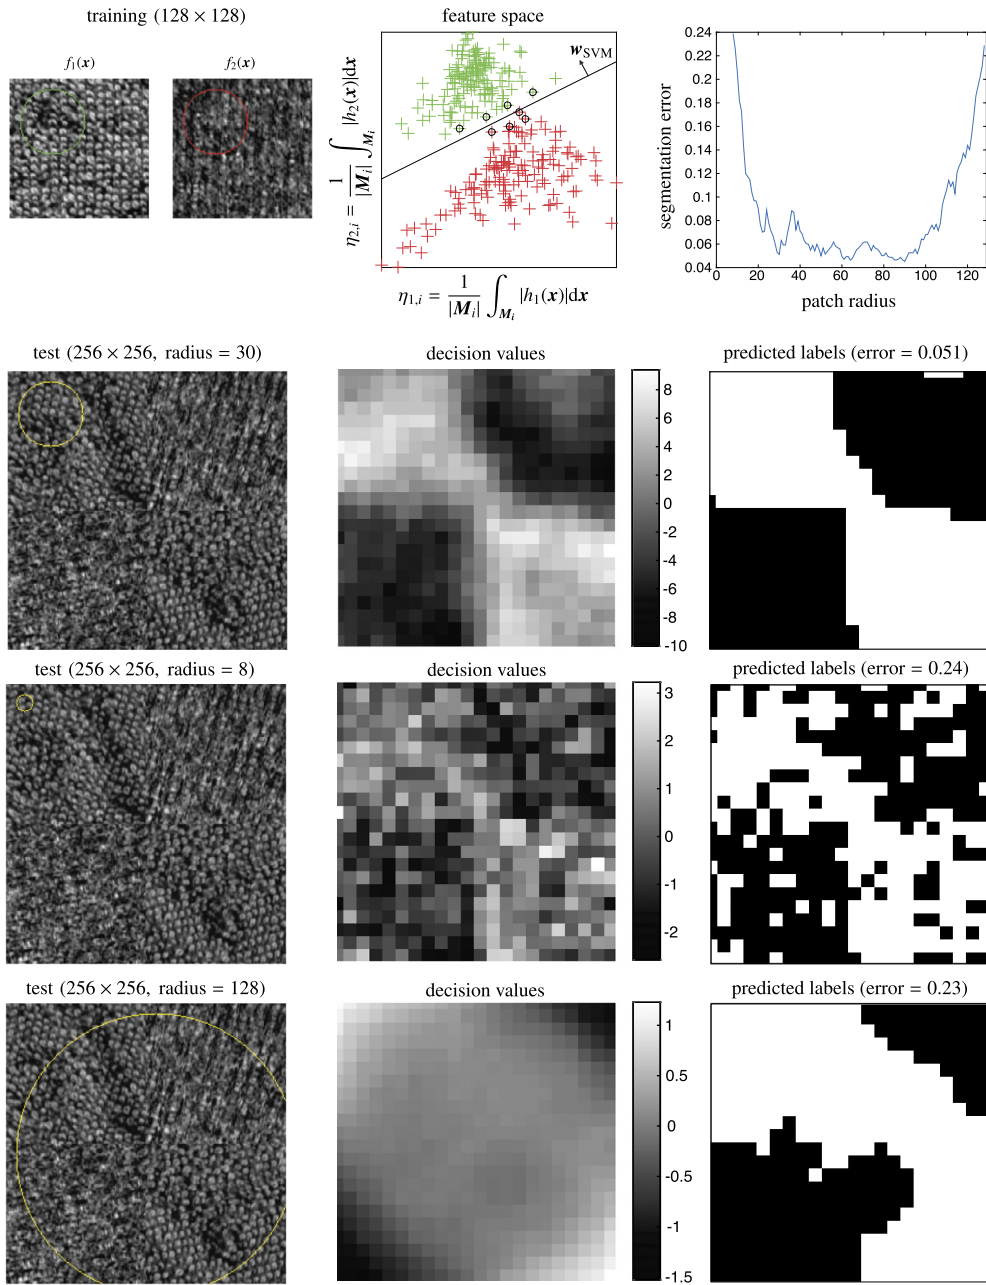 training (128 × 128)
f₁(x)
f₂(x)
feature space
w_SVM
η₂,ᵢ = 1/|Mᵢ| ∫_Mᵢ |h₂(x)|dx
η₁,ᵢ = 1/|Mᵢ| ∫_Mᵢ |h₁(x)|dx
segmentation error
0.24
0.22
0.2
0.18
0.16
0.14
0.12
0.1
0.08
0.06
0.04
0 20 40 60 80 100 120
patch radius
test (256 × 256, radius = 30)
decision values
8
6
4
2
0
-2
-4
-6
-8
-10
predicted labels (error = 0.051)
test (256 × 256, radius = 8)
decision values
3
2
1
0
-1
-2
predicted labels (error = 0.24)
test (256 × 256, radius = 128)
decision values
1
0.5
0
-0.5
-1
-1.5
predicted labels (error = 0.23)